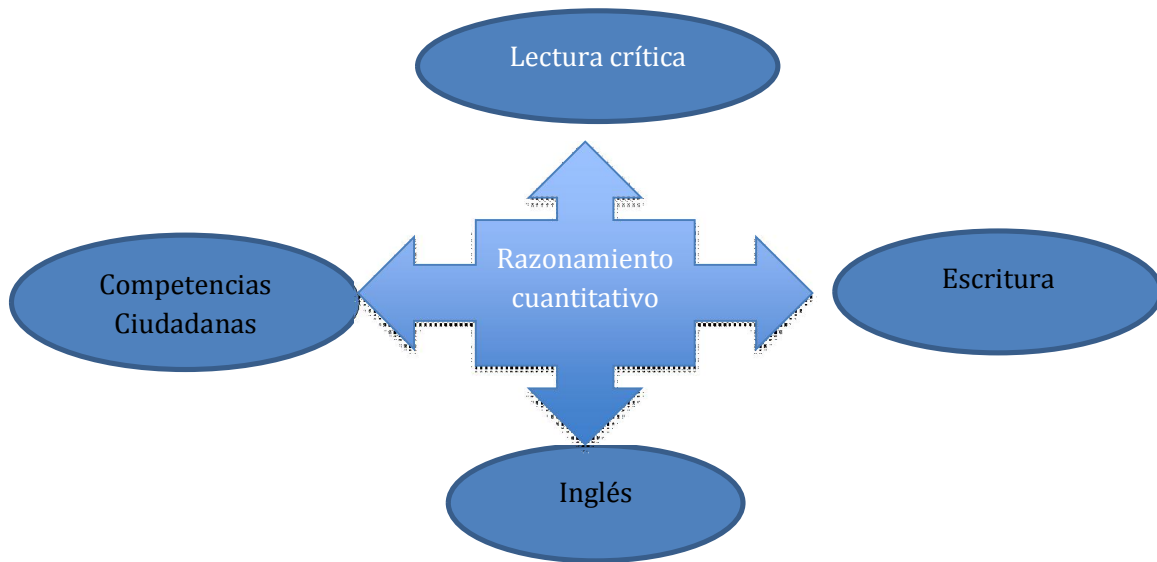 Lectura crítica
Razonamiento
cuantitativo
Competencias
Ciudadanas
Escritura
Inglés